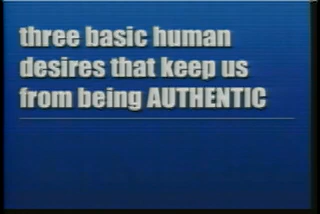 three basic human
desires that keep us
from being AUTHENTIC